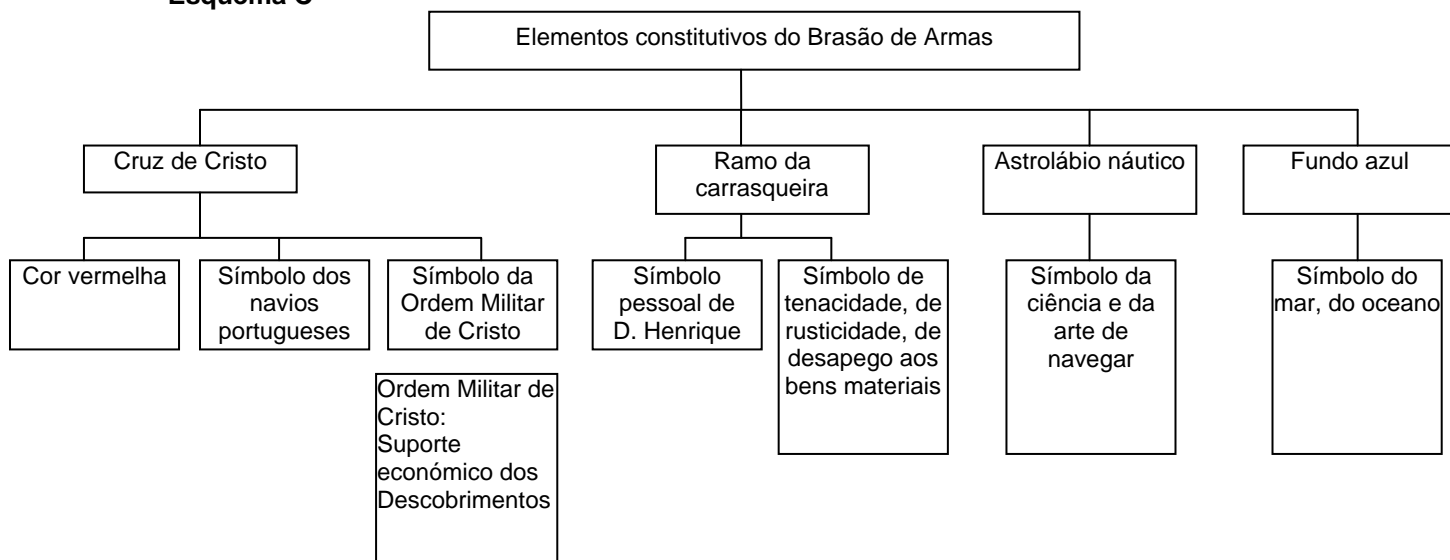 Esquema C
Elementos constitutivos do Brasão de Armas
Cruz de Cristo
Ramo da
carrasqueira
Astrolábio náutico
Fundo azul
Cor vermelha
Símbolo dos
navios
portugueses
Símbolo da
Ordem Militar
de Cristo
Símbolo
pessoal de
D. Henrique
Símbolo de
tenacidade, de
rusticidade, de
desapego aos
bens materiais
Símbolo da
ciência e da
arte de
navegar
Símbolo do
mar, do oceano
Ordem Militar de
Cristo:
Suporte
económico dos
Descobrimentos